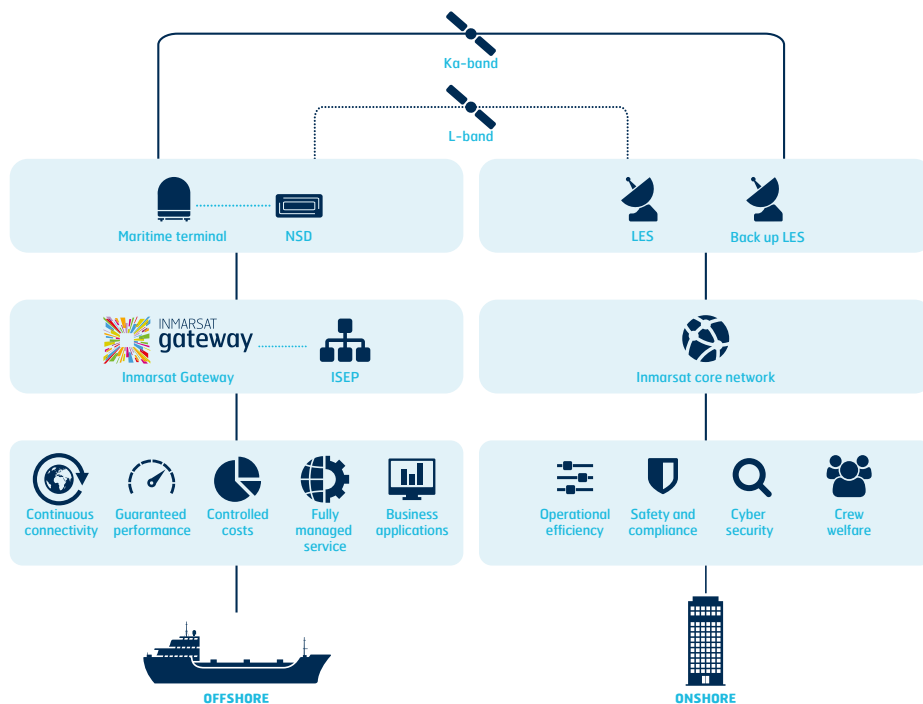 Ka-band
L-band
Maritime terminal
NSD
LES
Back up LES
INMARSAT
gateway
Inmarsat Gateway
ISEP
Inmarsat core network
Continuous
connectivity
Guaranteed
performance
Controlled
costs
Fully
managed
service
Business
applications
Operational
efficiency
Safety and
compliance
Cyber
security
Crew
welfare
OFFSHORE
ONSHORE